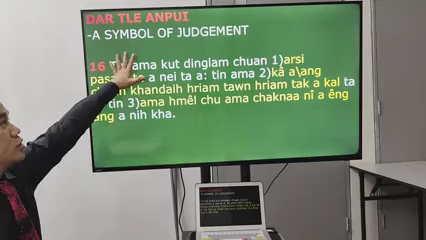 DAR TLE ANPUI
-A SYMBOL OF JUDGEMENT
16 ama kut dinglam chuan 1)arsi
a nei ta a: tin ama 2)kâ a\ang
khandaih hriam tawn hriam tak a kal ta
tin 3)ama hmêl chu ama chaknaa nî a êng
ang a nih kha.